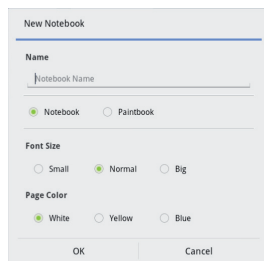 New Notebook
Name
Notebook Name
Notebook Paintbook
Font Size
Small Normal Big
Page Color
White Yellow Blue
OK Cancel